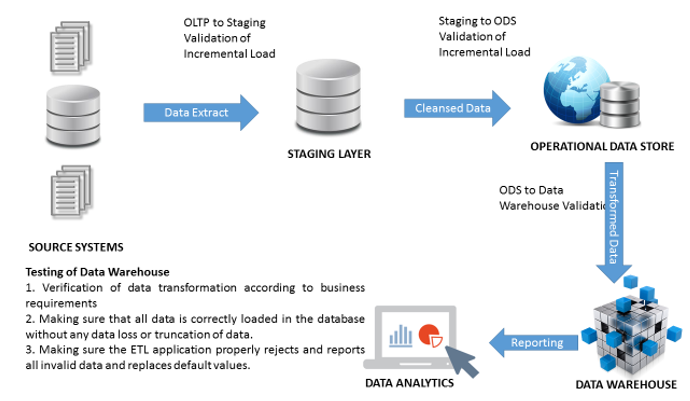 OLTP to Staging
Validation of
Incremental Load
Staging to ODS
Validation of
Incremental Load
Data Extract
Cleansed Data
STAGING LAYER
OPERATIONAL DATA STORE
ODS to Data
Warehouse Validatio
Transformed Data
SOURCE SYSTEMS
Testing of Data Warehouse
1. Verification of data transformation according to business
requirements
2. Making sure that all data is correctly loaded in the database
without any data loss or truncation of data.
3. Making sure the ETL application properly rejects and reports
all invalid data and replaces default values.
Reporting
DATA ANALYTICS
DATA WAREHOUSE